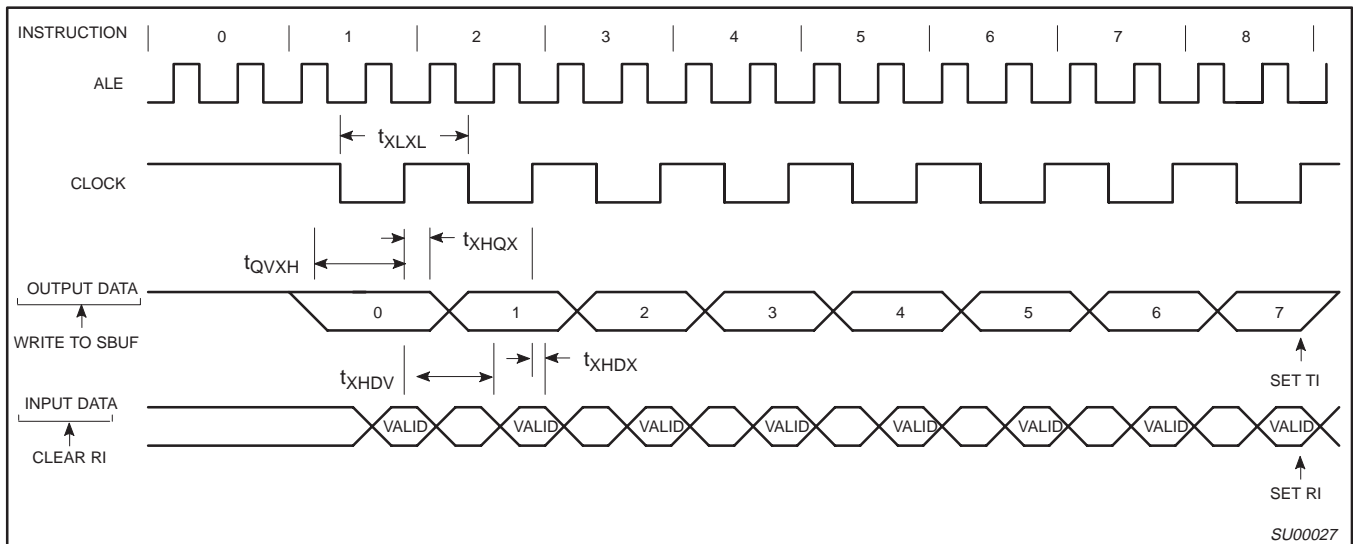 INSTRUCTION 0 1 2 3 4 5 6 7 8
ALE
tXLXL
CLOCK
tXHQX
tQVXH
OUTPUT DATA
0 1 2 3 4 5 6 7
WRITE TO SBUF
tXHDX
tXHDV
SET TI
INPUT DATA
VALID VALID VALID VALID VALID VALID VALID VALID
CLEAR RI
SET RI
SU00027